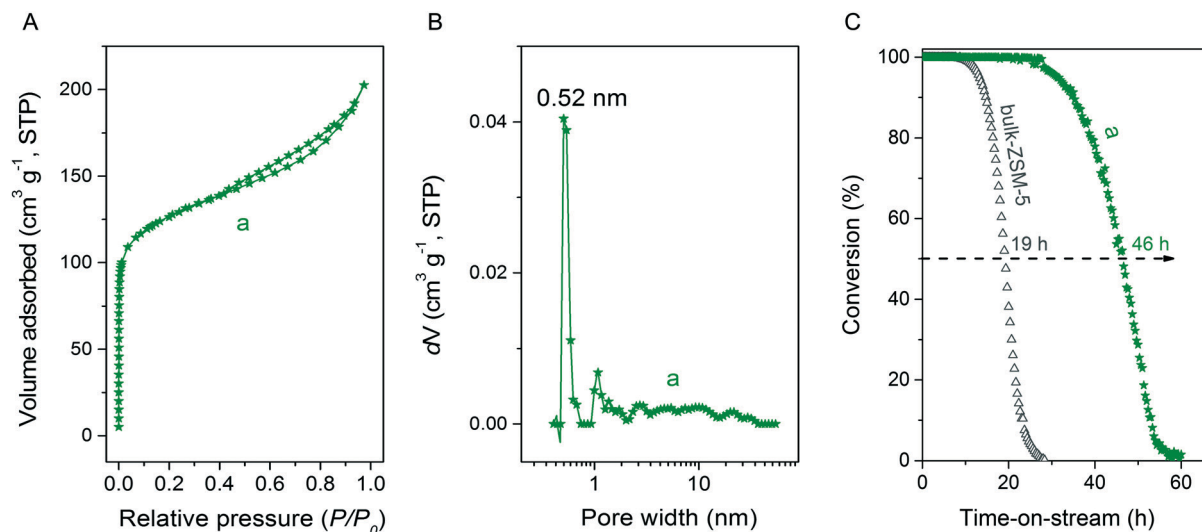 A
Volume adsorbed (cm³ g⁻¹, STP)
200
150
100
50
0
a
0.0 0.2 0.4 0.6 0.8 1.0
Relative pressure (P/P₀)
B
dV (cm³ g⁻¹, STP)
0.04
0.02
0.00
0.52 nm
a
1 10
Pore width (nm)
C
Conversion (%)
100
80
60
40
20
0
bulk-ZSM-5
a
19 h
46 h
0 20 40 60
Time-on-stream (h)